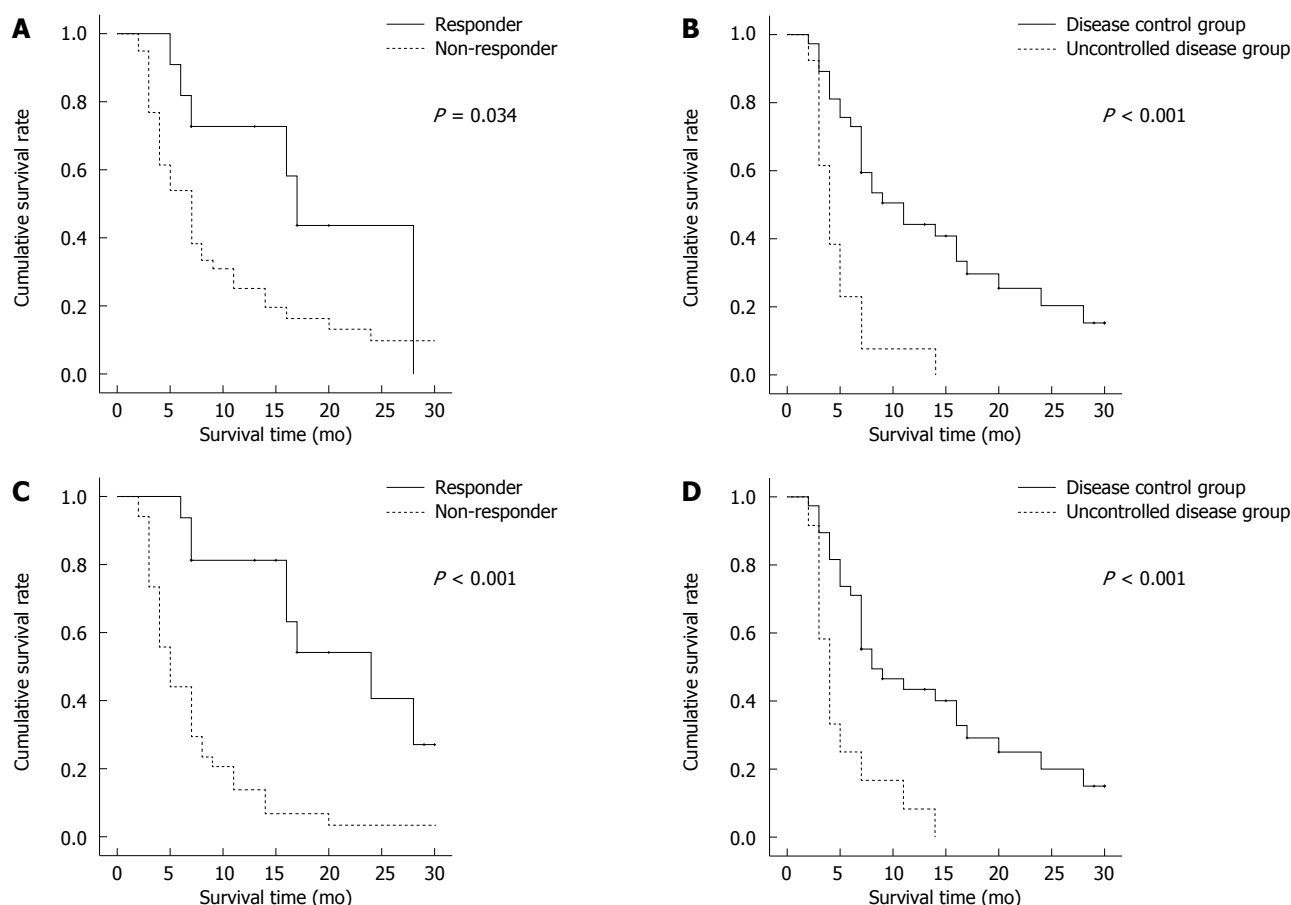 A
Responder
Non-responder
P = 0.034
Cumulative survival rate
1.0
0.8
0.6
0.4
0.2
0.0
0 5 10 15 20 25 30
Survival time (mo)
B
Disease control group
Uncontrolled disease group
P < 0.001
Cumulative survival rate
1.0
0.8
0.6
0.4
0.2
0.0
0 5 10 15 20 25 30
Survival time (mo)
C
Responder
Non-responder
P < 0.001
Cumulative survival rate
1.0
0.8
0.6
0.4
0.2
0.0
0 5 10 15 20 25 30
Survival time (mo)
D
Disease control group
Uncontrolled disease group
P < 0.001
Cumulative survival rate
1.0
0.8
0.6
0.4
0.2
0.0
0 5 10 15 20 25 30
Survival time (mo)